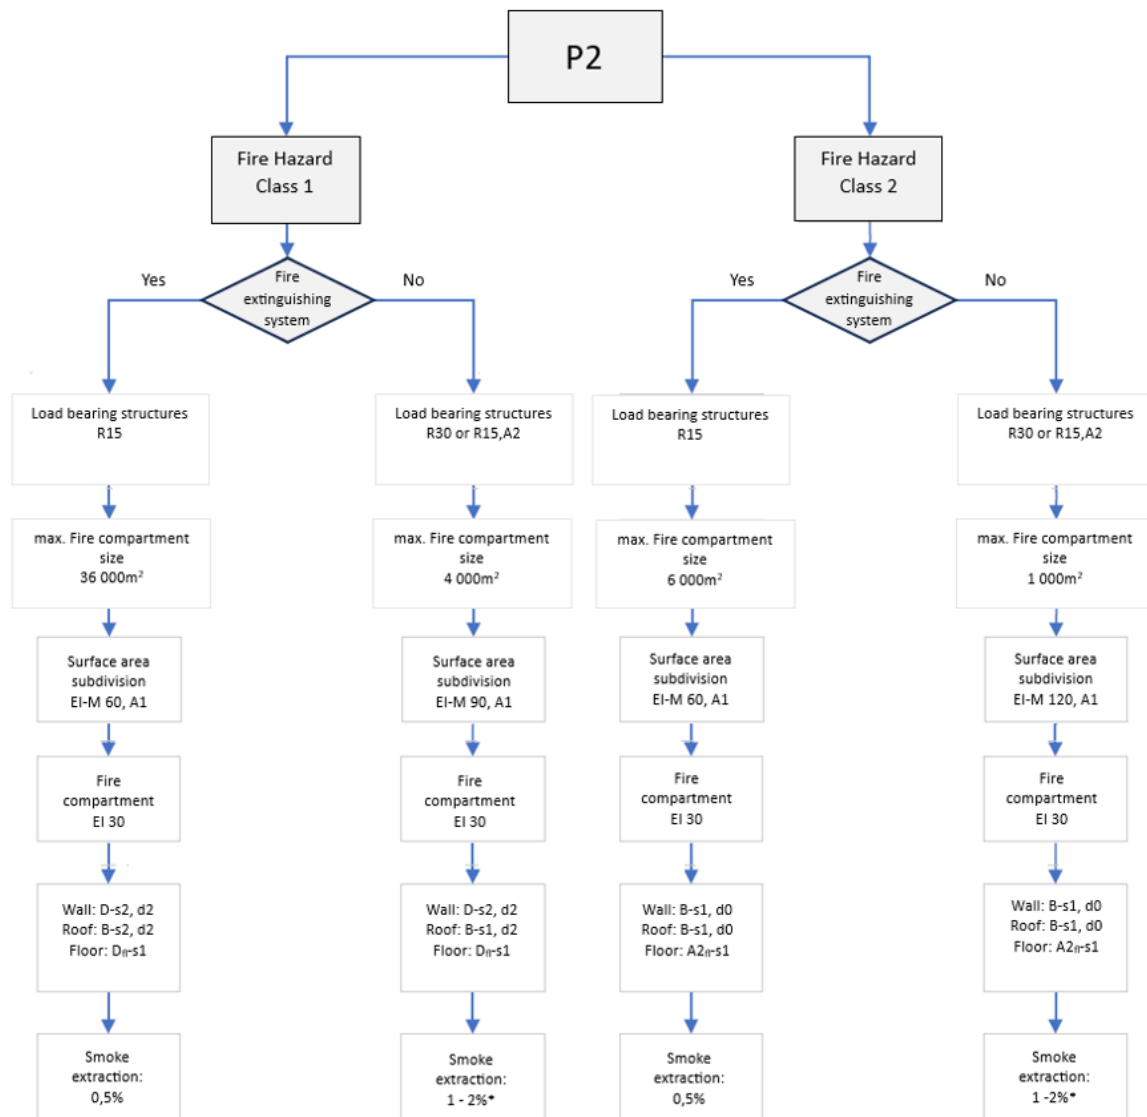 P2
Fire Hazard
Class 1
Fire Hazard
Class 2
Yes
Fire
extinguishing
system
No
Yes
Fire
extinguishing
system
No
Load bearing structures
R15
Load bearing structures
R30 or R15,A2
Load bearing structures
R15
Load bearing structures
R30 or R15,A2
max. Fire compartment
size
36 000m²
max. Fire compartment
size
4 000m²
max. Fire compartment
size
6 000m²
max. Fire compartment
size
1 000m²
Surface area
subdivision
EI-M 60, A1
Surface area
subdivision
EI-M 90, A1
Surface area
subdivision
EI-M 60, A1
Surface area
subdivision
EI-M 120, A1
Fire
compartment
EI 30
Fire
compartment
EI 30
Fire
compartment
EI 30
Fire
compartment
EI 30
Wall: D-s2, d2
Roof: B-s2, d2
Floor: Dfl-s1
Wall: D-s2, d2
Roof: B-s1, d2
Floor: Dfl-s1
Wall: B-s1, d0
Roof: B-s1, d0
Floor: A2fl-s1
Wall: B-s1, d0
Roof: B-s1, d0
Floor: A2fl-s1
Smoke
extraction:
0,5%
Smoke
extraction:
1 - 2%*
Smoke
extraction:
0,5%
Smoke
extraction:
1 -2%*